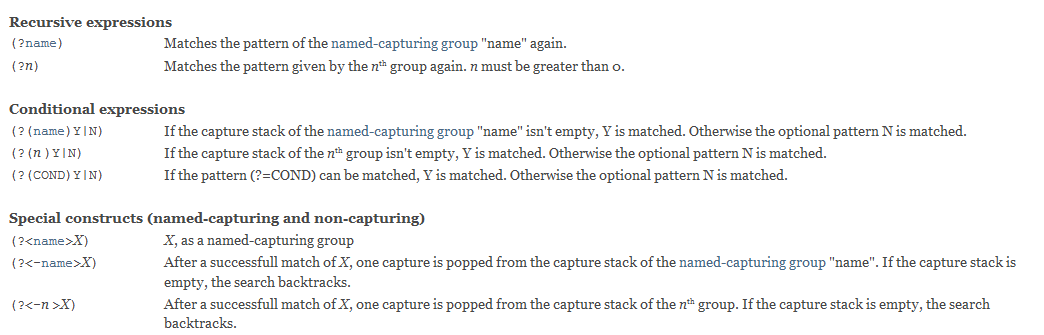 Recursive expressions
(?name) Matches the pattern of the named-capturing group "name" again.
(?n) Matches the pattern given by the nth group again. n must be greater than 0.
Conditional expressions
(?(name)Y|N) If the capture stack of the named-capturing group "name" isn't empty, Y is matched. Otherwise the optional pattern N is matched.
(?(n)Y|N) If the capture stack of the nth group isn't empty, Y is matched. Otherwise the optional pattern N is matched.
(?(COND)Y|N) If the pattern (?=COND) can be matched, Y is matched. Otherwise the optional pattern N is matched.
Special constructs (named-capturing and non-capturing)
(?<name>X) X, as a named-capturing group
(?<-name>X) After a successfull match of X, one capture is popped from the capture stack of the named-capturing group "name". If the capture stack is
empty, the search backtracks.
(?<-n>X) After a successfull match of X, one capture is popped from the capture stack of the nth group. If the capture stack is empty, the search
backtracks.